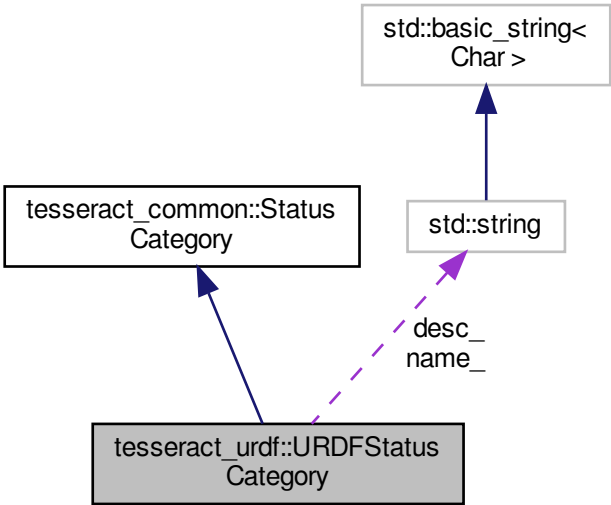 std::basic_string<
Char >
tesseract_common::Status
Category
std::string
desc_
name_
tesseract_urdf::URDFStatus
Category